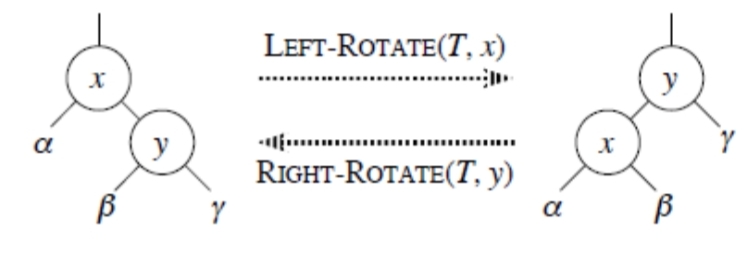 LEFT-ROTATE(T, x)
x
y
α
y
x
γ
RIGHT-ROTATE(T, y)
β
γ
α
β